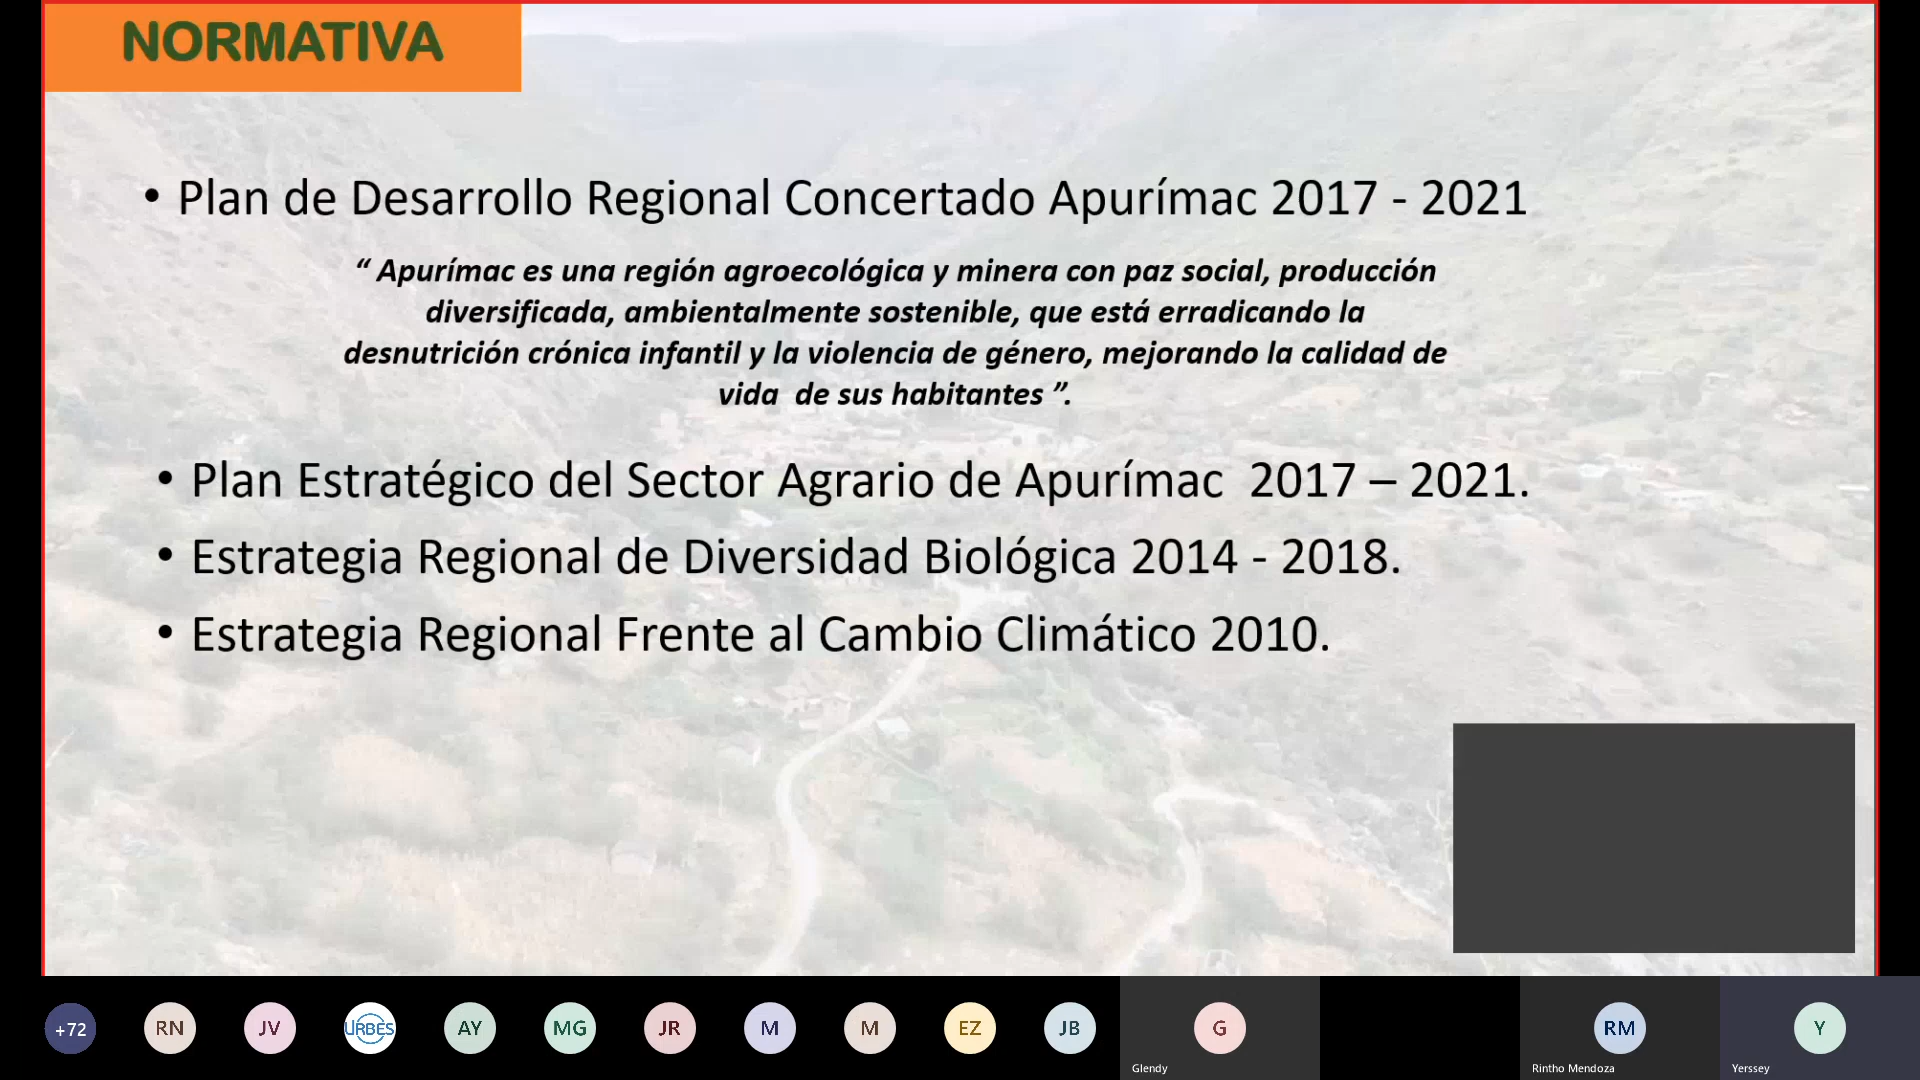 NORMATIVA
• Plan de Desarrollo Regional Concertado Apurímac 2017 - 2021
“ Apurímac es una región agroecológica y minera con paz social, producción
diversificada, ambientalmente sostenible, que está erradicando la
desnutrición crónica infantil y la violencia de género, mejorando la calidad de
vida de sus habitantes ”.
• Plan Estratégico del Sector Agrario de Apurímac 2017 – 2021.
• Estrategia Regional de Diversidad Biológica 2014 - 2018.
• Estrategia Regional Frente al Cambio Climático 2010.
+72 RN JV URBES AY MG JR M M EZ JB G RM Y
Glendy Rintho Mendoza Yerssey